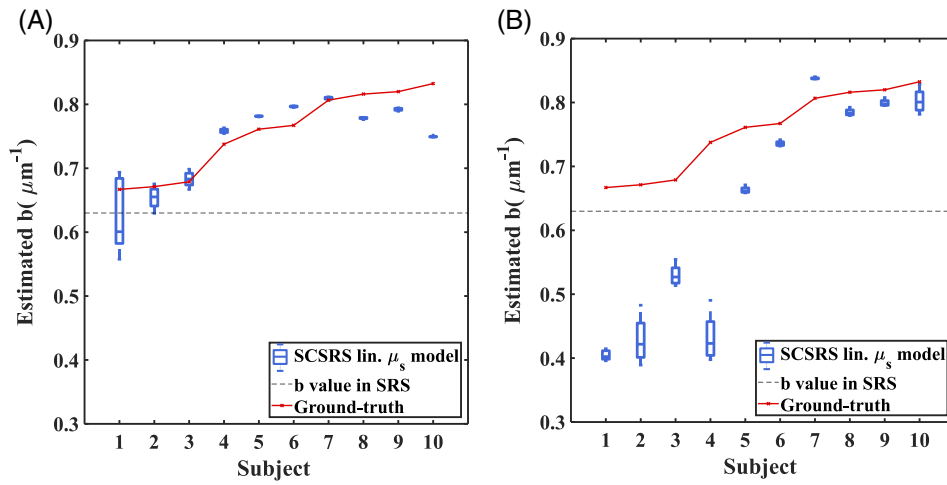 (A)
0.9
0.8
0.7
0.6
0.5
0.4
0.3
Estimated b( μm⁻¹)
SCSRS lin. μₛ model
b value in SRS
Ground-truth
1 2 3 4 5 6 7 8 9 10
Subject
(B)
0.9
0.8
0.7
0.6
0.5
0.4
0.3
Estimated b( μm⁻¹)
SCSRS lin. μₛ model
b value in SRS
Ground-truth
1 2 3 4 5 6 7 8 9 10
Subject